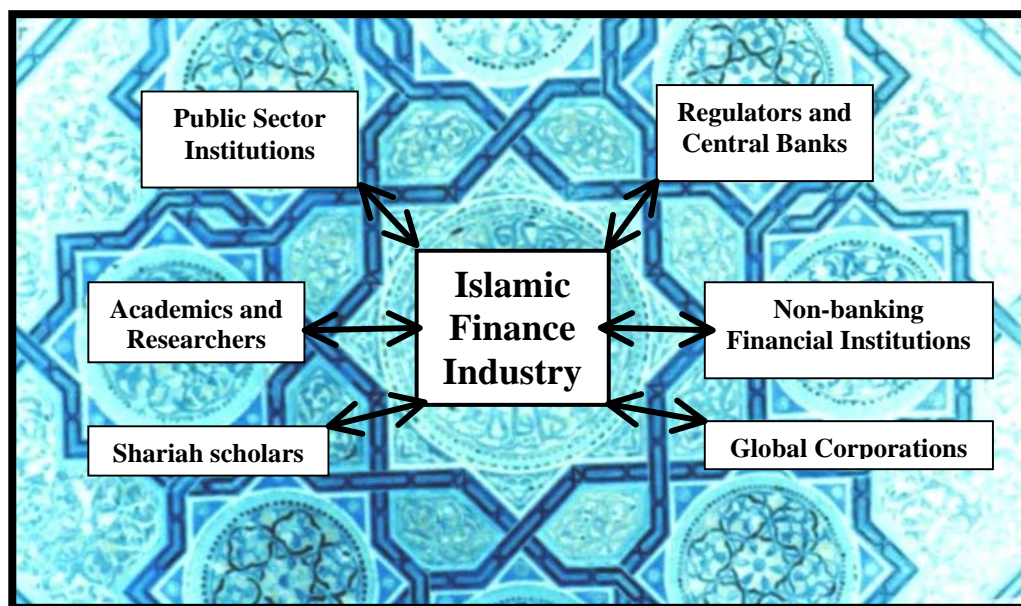 Public Sector
Institutions
Regulators and
Central Banks
Islamic
Finance
Industry
Academics and
Researchers
Non-banking
Financial Institutions
Shariah scholars
Global Corporations